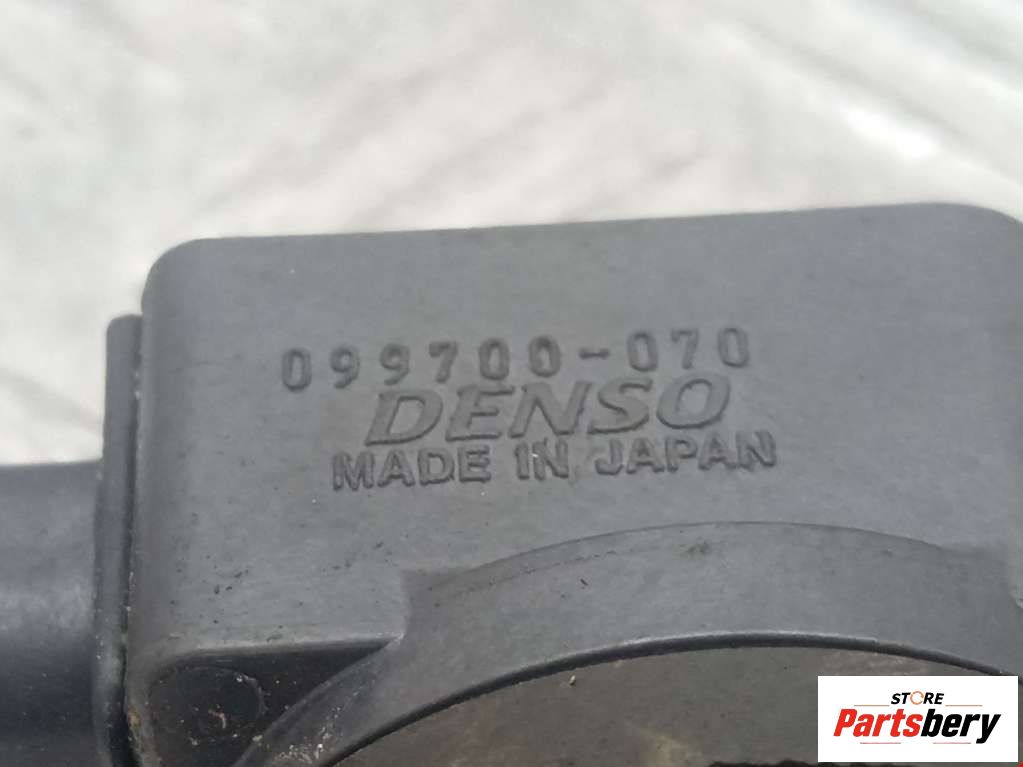 099700-070
DENSO
MADE IN JAPAN
STORE
Partsbery